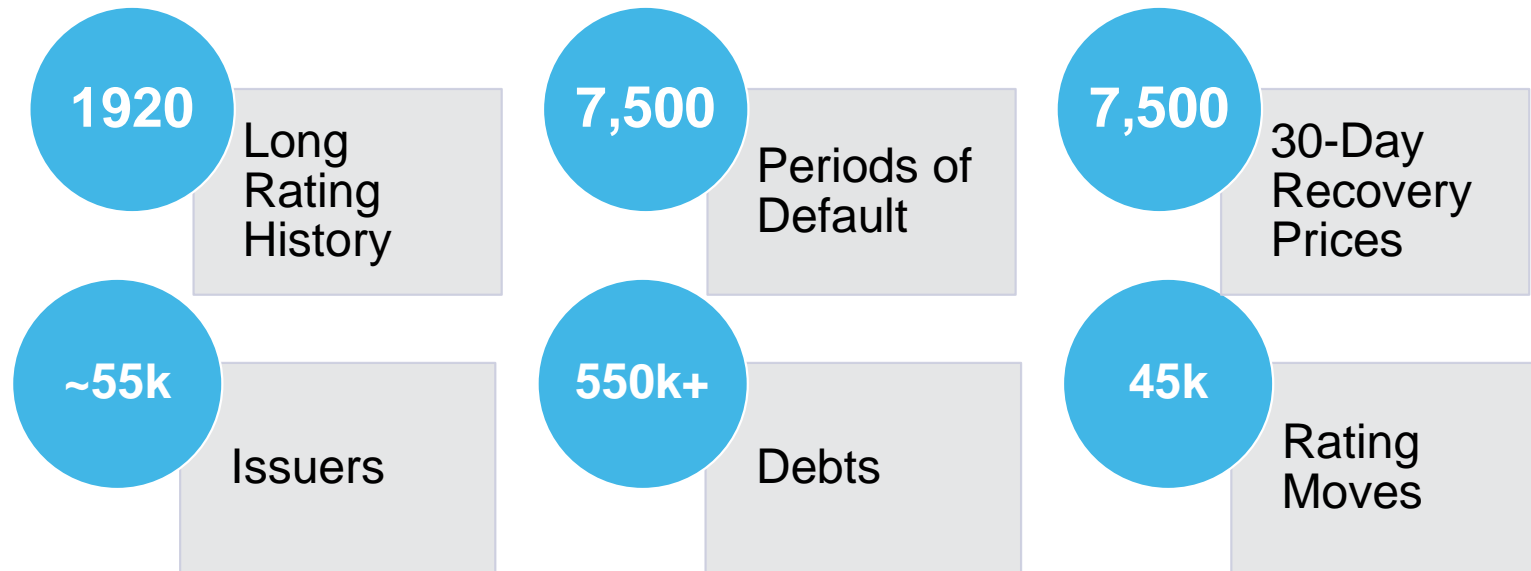 1920
Long
Rating
History
7,500
Periods of
Default
7,500
30-Day
Recovery
Prices
~55k
Issuers
550k+
Debts
45k
Rating
Moves